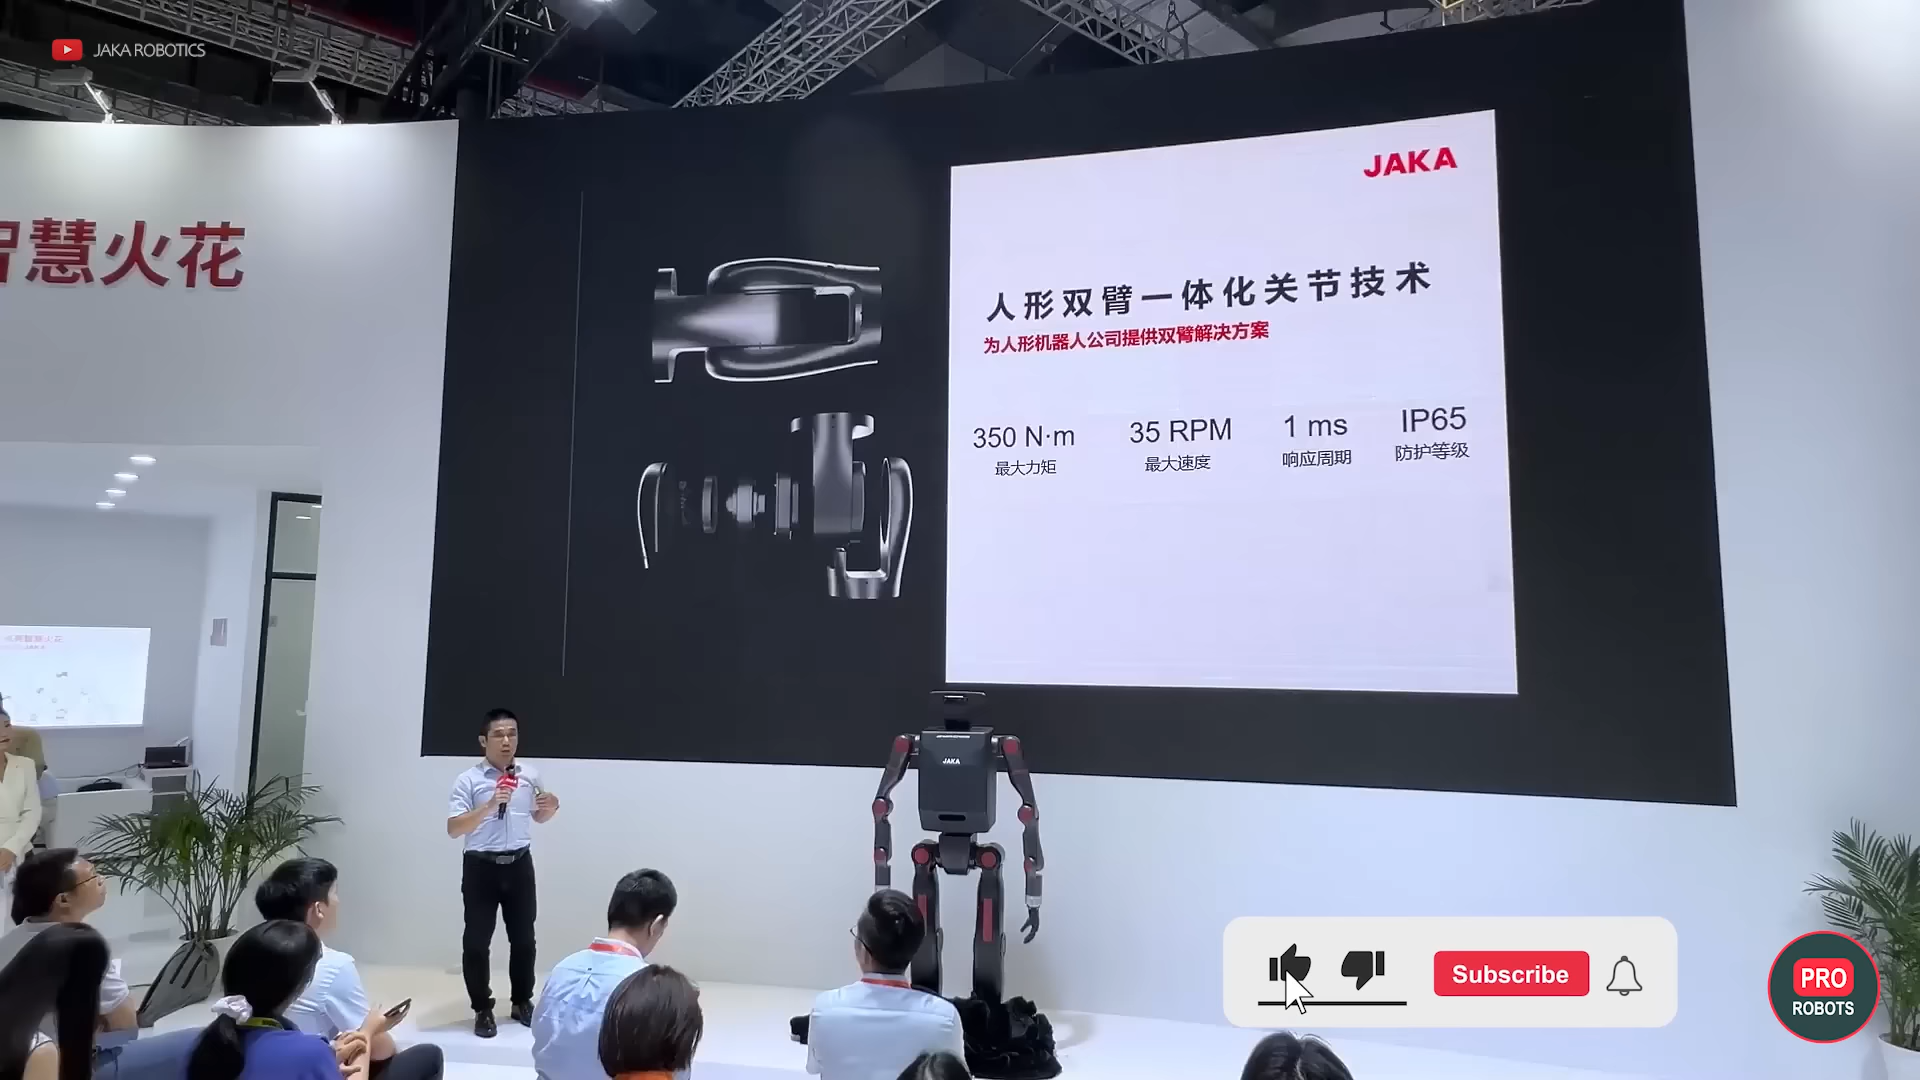 JAKA ROBOTICS
智慧火花
JAKA
人形双臂一体化关节技术
为人形机器人公司提供双臂解决方案
350 N·m
最大力矩
35 RPM
最大速度
1 ms
响应周期
IP65
防护等级
JAKA
Subscribe
PRO
ROBOTS